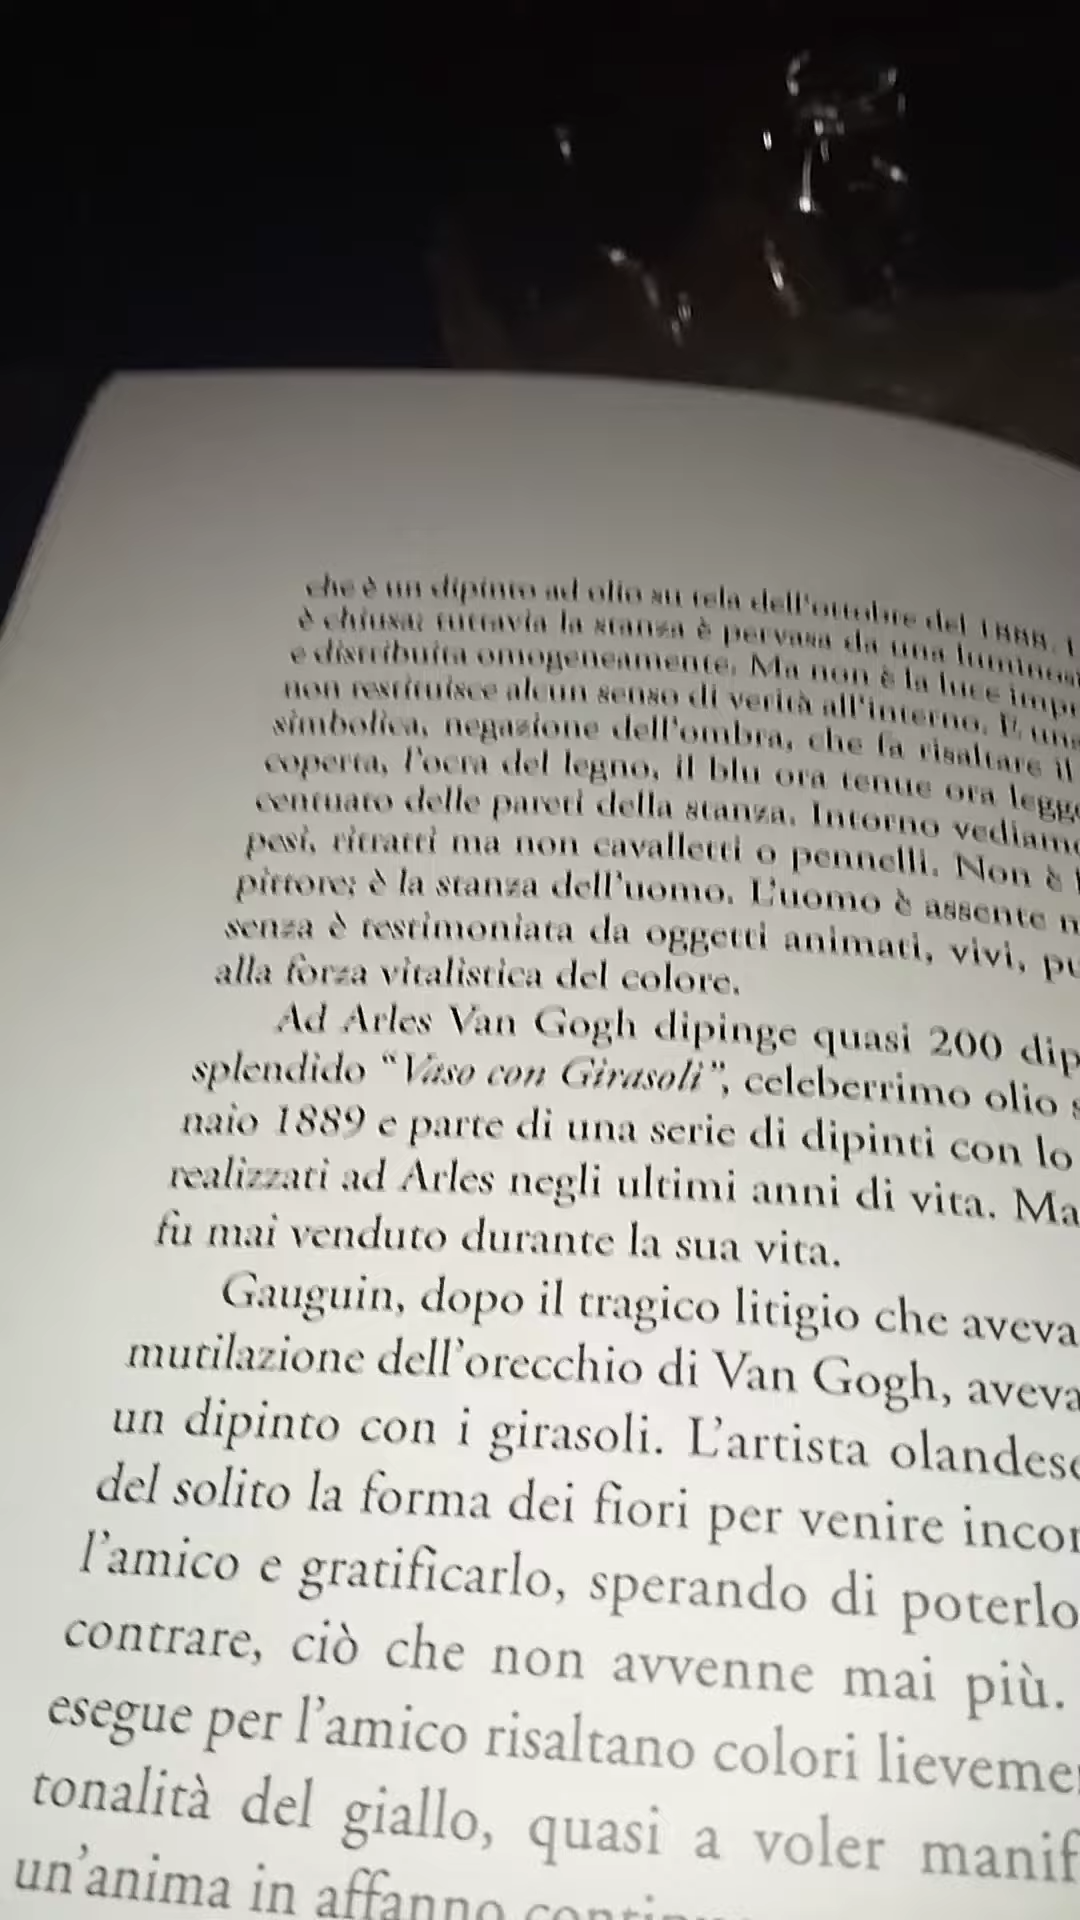 che è un dipinto ad olio su tela dell'ottobre del 1888.
è chiusa; tuttavia la stanza è pervasa da una
e distribuita omogeneamente. Ma non è la luce
non restituisce alcun senso di verità all'interno. È
simbolica, negazione dell'ombra, che fa risaltare il
coperta, l'ocra del legno, il blu ora tenue ora
centuato delle pareti della stanza. Intorno
pesi, ritratti ma non cavalletti o pennelli. Non è
pittore; è la stanza dell'uomo. L'uomo è assente
senza è testimoniata da oggetti animati, vivi,
alla forza vitalistica del colore.
Ad Arles Van Gogh dipinge quasi 200 dip
splendido “Vaso con Girasoli”, celeberrimo olio
naio 1889 e parte di una serie di dipinti con lo
realizzati ad Arles negli ultimi anni di vita. Ma
fu mai venduto durante la sua vita.
Gauguin, dopo il tragico litigio che aveva
mutilazione dell'orecchio di Van Gogh, aveva
un dipinto con i girasoli. L'artista olandese
del solito la forma dei fiori per venire incon
l'amico e gratificarlo, sperando di poterlo
contrare, ciò che non avvenne mai più.
esegue per l'amico risaltano colori lieveme
tonalità del giallo, quasi a voler manif
un'anima in affanno